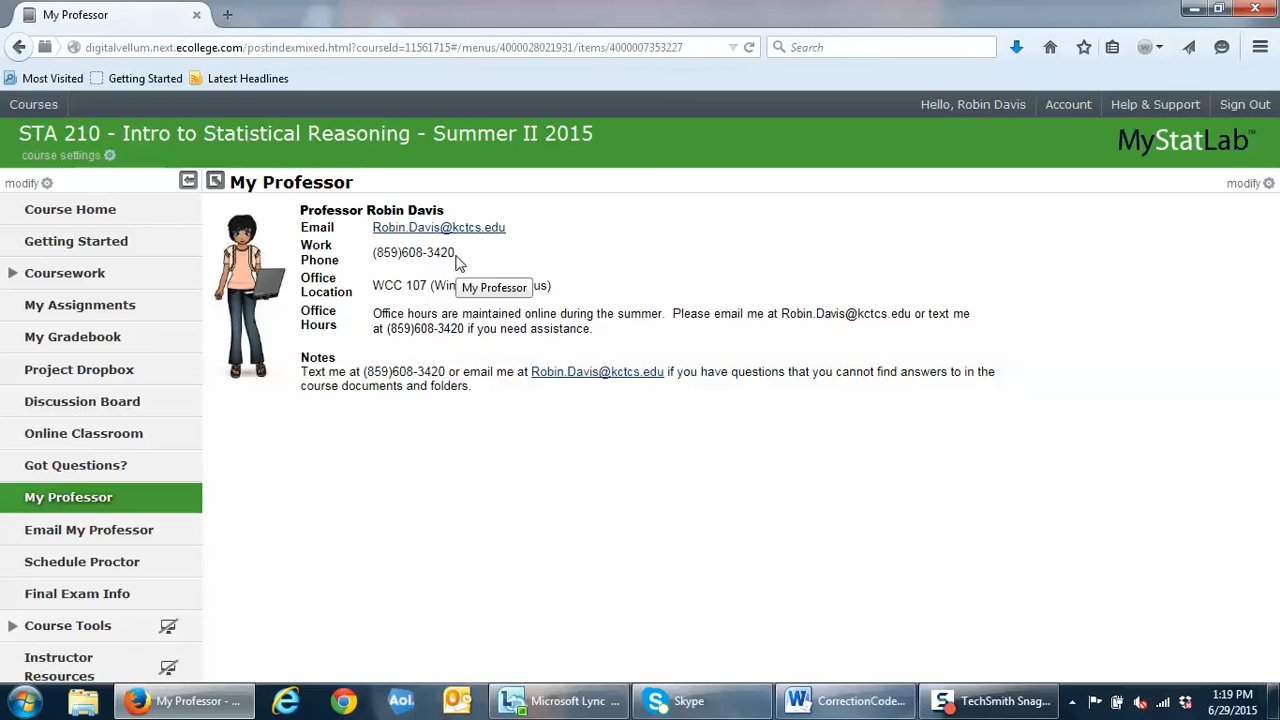 My Professor
digitalvellum.next.ecollege.com/postindexmixed.html?courseId=11561715#/menus/4000028021931/items/4000007353227
Search
Most Visited
Getting Started
Latest Headlines
Courses
Hello, Robin Davis
Account
Help & Support
Sign Out
STA 210 - Intro to Statistical Reasoning - Summer II 2015
course settings
MyStatLab™
modify
My Professor
modify
Course Home
Getting Started
Coursework
My Assignments
My Gradebook
Project Dropbox
Discussion Board
Online Classroom
Got Questions?
My Professor
Email My Professor
Schedule Proctor
Final Exam Info
Course Tools
Instructor
Resources
Professor Robin Davis
Email Robin.Davis@kctcs.edu
Work
Phone
(859)608-3420
Office
Location
WCC 107 (Win us)
My Professor
Office
Hours
Office hours are maintained online during the summer. Please email me at Robin.Davis@kctcs.edu or text me
at (859)608-3420 if you need assistance.
Notes
Text me at (859)608-3420 or email me at Robin.Davis@kctcs.edu if you have questions that you cannot find answers to in the
course documents and folders.
My Professor - ...
Aol.
Microsoft Lync ...
Skype
CorrectionCode...
TechSmith Snag...
1:19 PM
6/29/2015